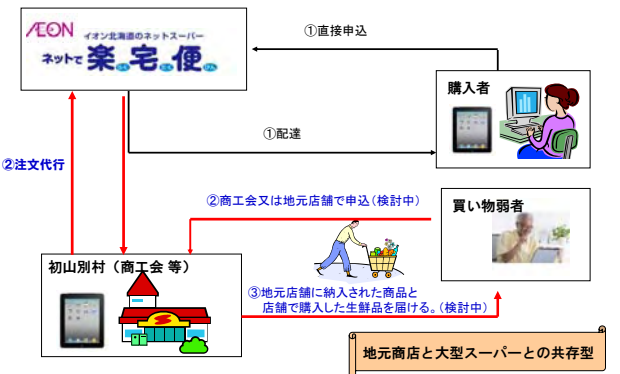 ÆON イオン北海道のネットスーパー
ネットで楽らく宅たく便びん
①直接申込
購入者
①配達
②注文代行
②商工会又は地元店舗で申込(検討中)
買い物弱者
初山別村(商工会 等)
③地元店舗に納入された商品と
店舗で購入した生鮮品を届ける。(検討中)
地元商店と大型スーパーとの共存型